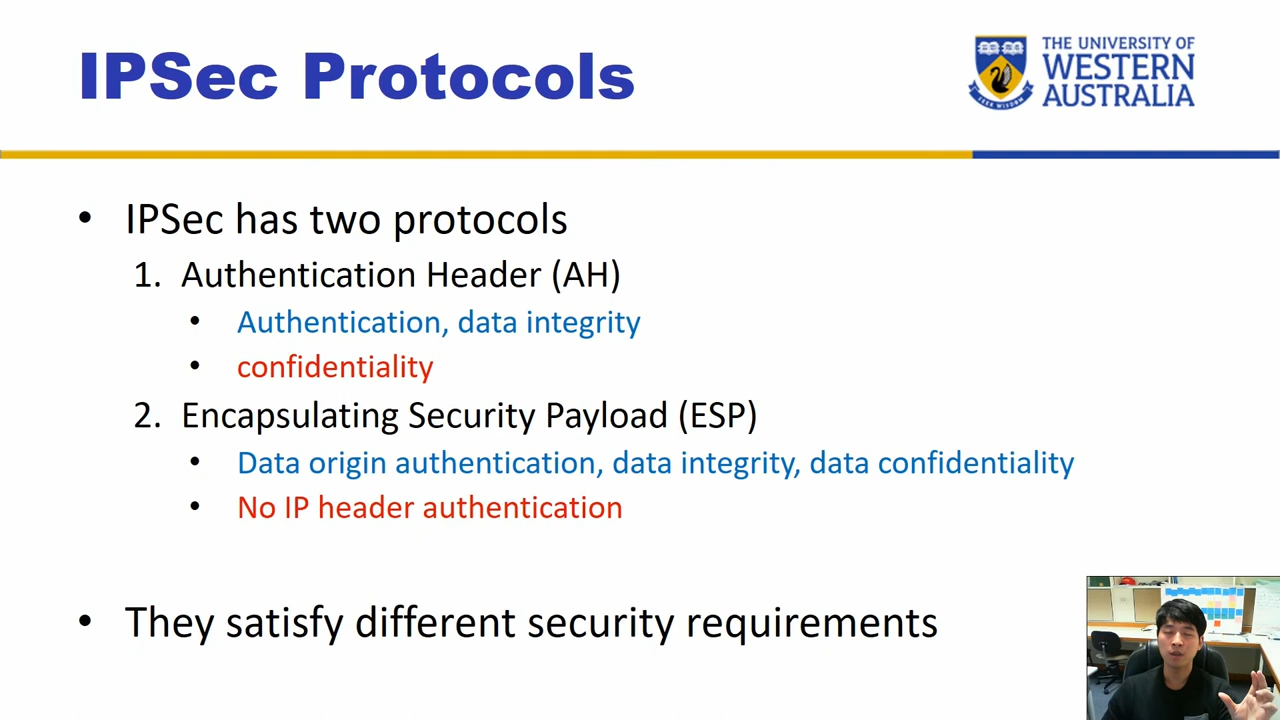 IPSec Protocols
THE UNIVERSITY OF
WESTERN
AUSTRALIA
SEEK WISDOM
• IPSec has two protocols
1. Authentication Header (AH)
• Authentication, data integrity
• confidentiality
2. Encapsulating Security Payload (ESP)
• Data origin authentication, data integrity, data confidentiality
• No IP header authentication
• They satisfy different security requirements